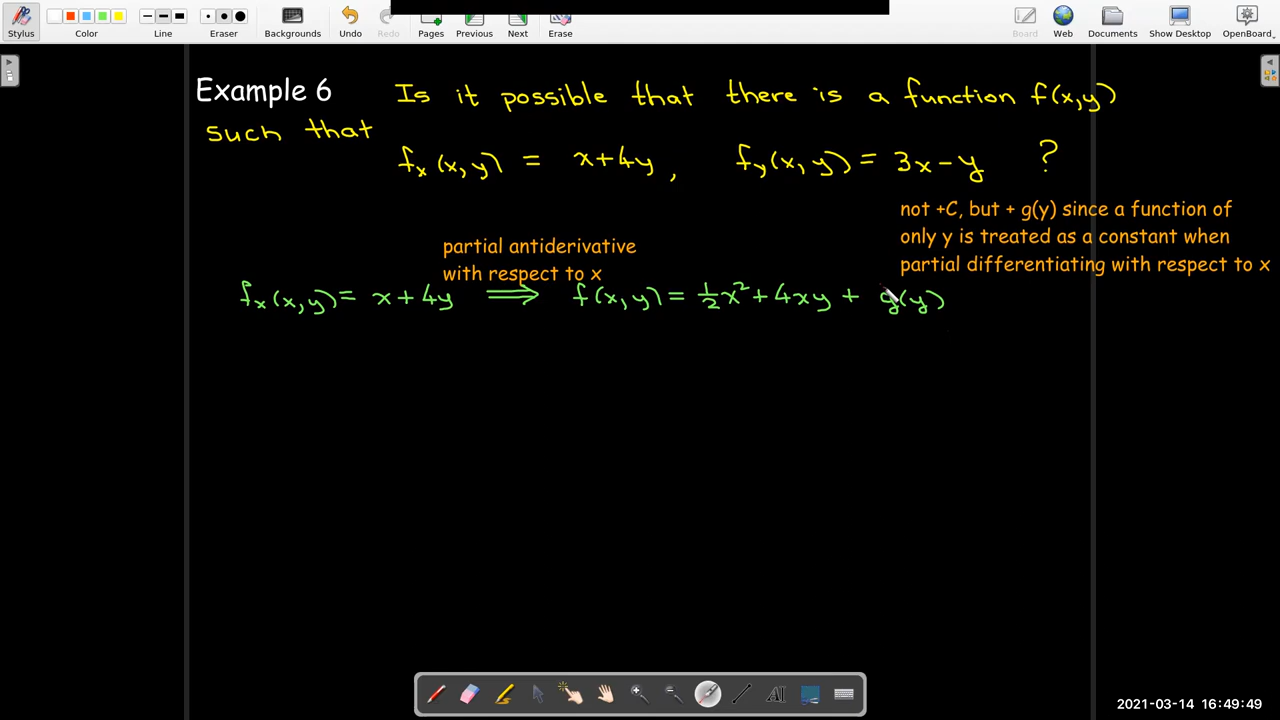 Stylus Color Line Eraser Backgrounds Undo Redo Pages Previous Next Erase Board Web Documents Show Desktop OpenBoard
Example 6 Is it possible that there is a function f(x,y)
such that
fₓ(x,y) = x+4y, f_y(x,y) = 3x-y ?
not +C, but + g(y) since a function of
only y is treated as a constant when
partial differentiating with respect to x
partial antiderivative
with respect to x
fₓ(x,y) = x+4y ⟹ f(x,y) = ½x² + 4xy + g(y)
AI
2021-03-14 16:49:49